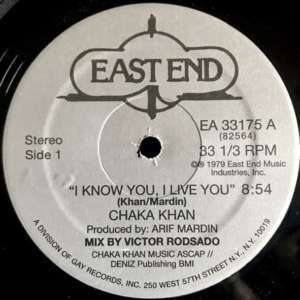 EAST END
EA 33175 A
(82564)
33 1/3 RPM
©℗ 1979 East End Music
Industries, Inc.
Stereo
Side 1
"I KNOW YOU, I LIVE YOU" 8:54
(Khan/Mardin)
CHAKA KHAN
Produced by: ARIF MARDIN
MIX BY VICTOR RODSADO
CHAKA KHAN MUSIC ASCAP //
DENIZ Publishing BMI
A DIVISION OF GAY RECORDS, INC. 250 WEST 57TH STREET N.Y., N.Y. 10019